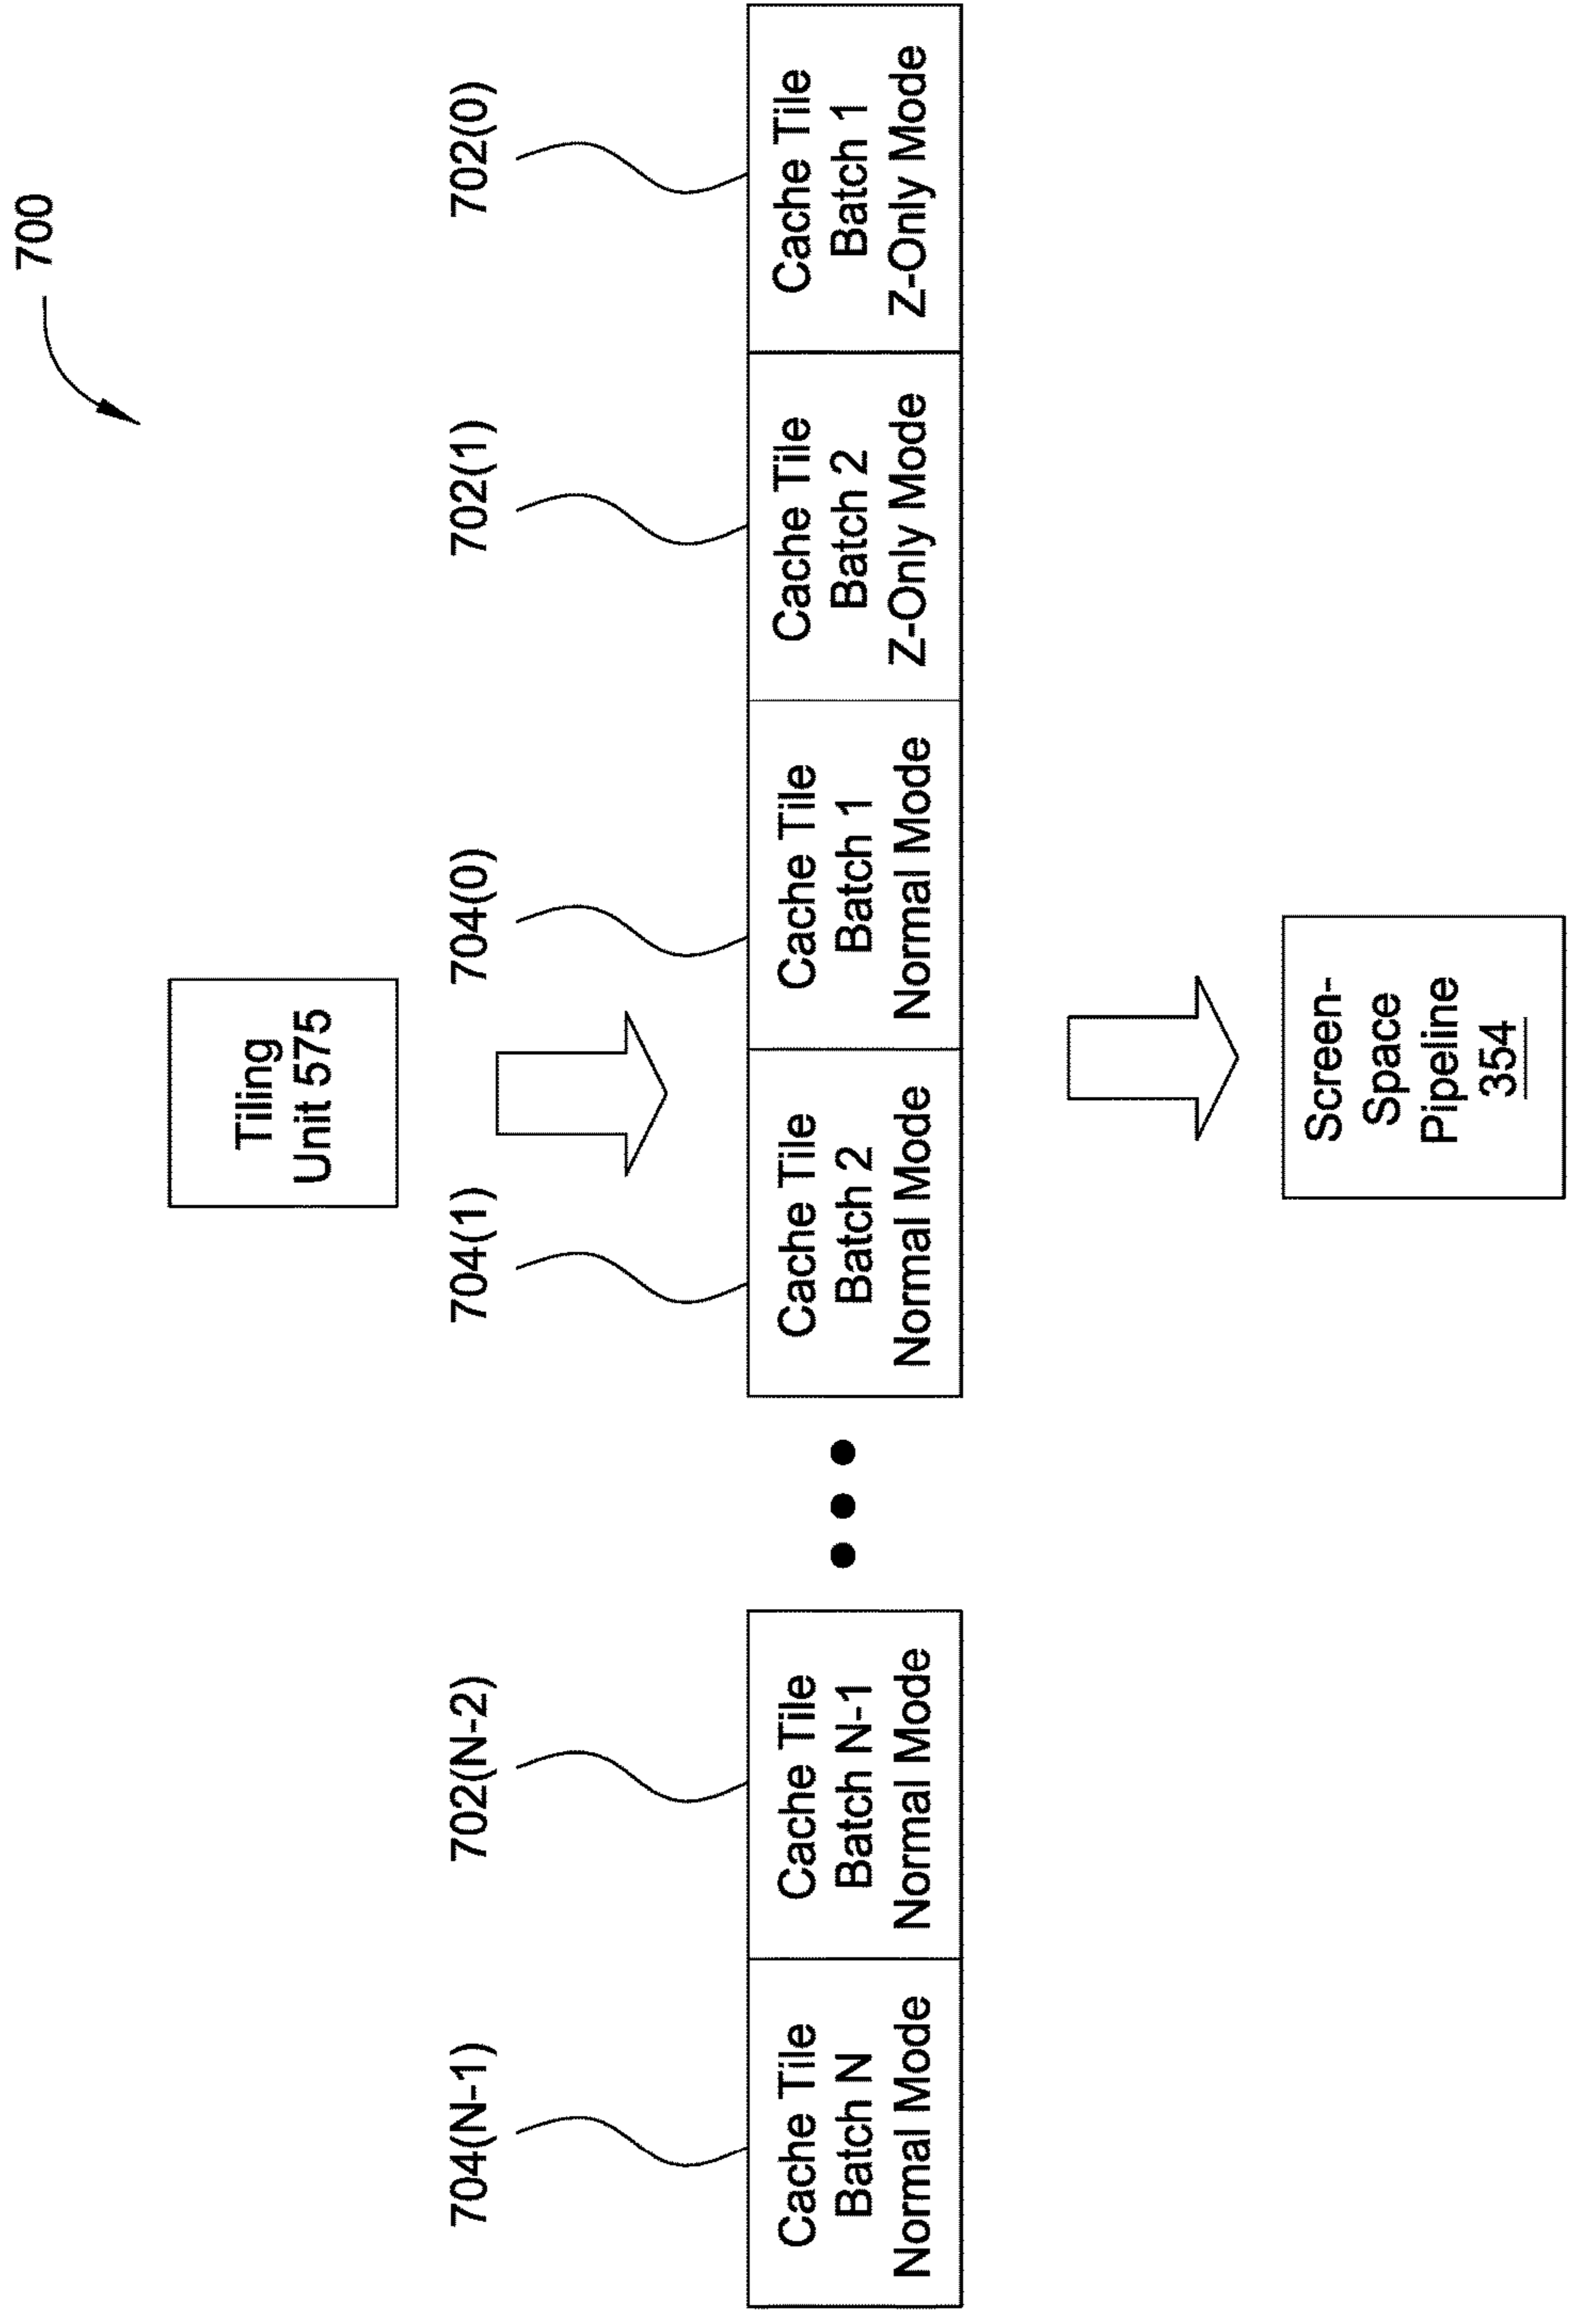 700
Tiling
Unit 575
704(N-1)
702(N-2)
704(1)
704(0)
702(1)
702(0)
Cache Tile
Batch N
Normal Mode
Cache Tile
Batch N-1
Normal Mode
Cache Tile
Batch 2
Normal Mode
Cache Tile
Batch 1
Normal Mode
Cache Tile
Batch 2
Z-Only Mode
Cache Tile
Batch 1
Z-Only Mode
Screen-
Space
Pipeline
354